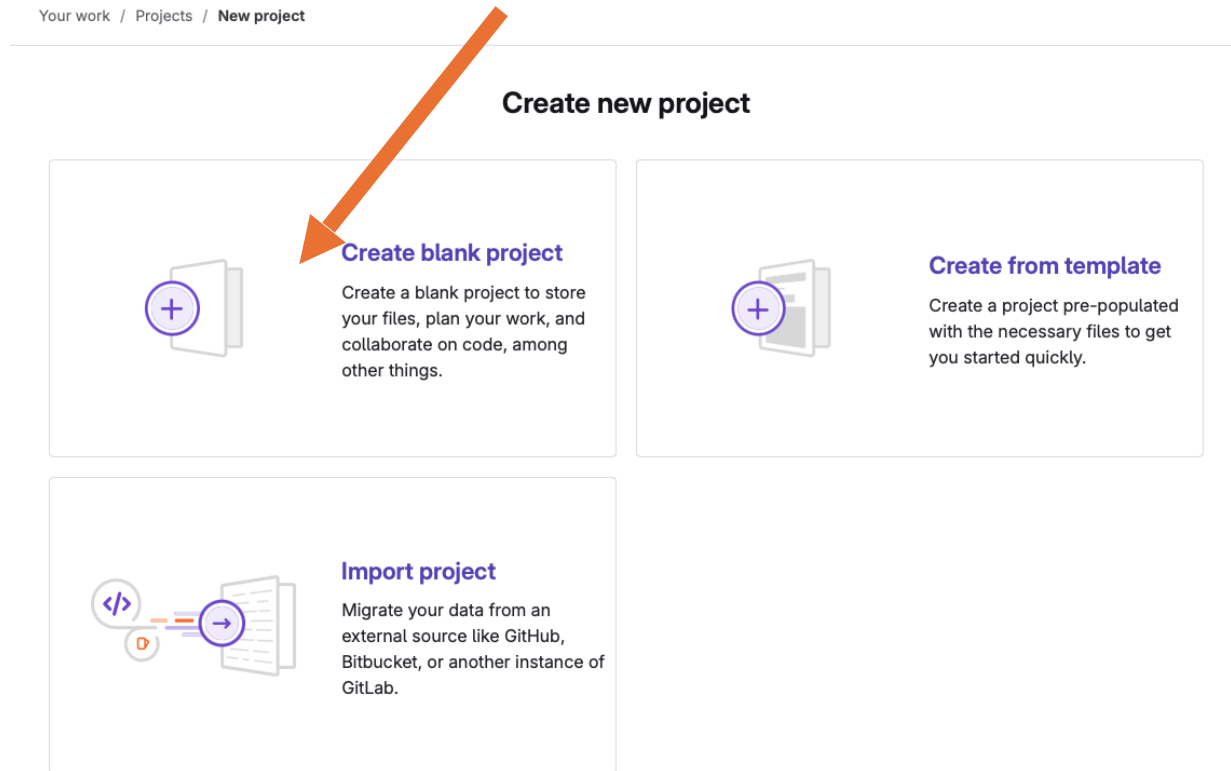 Your work / Projects / New project
Create new project
Create blank project
Create a blank project to store
your files, plan your work, and
collaborate on code, among
other things.
Create from template
Create a project pre-populated
with the necessary files to get
you started quickly.
Import project
Migrate your data from an
external source like GitHub,
Bitbucket, or another instance of
GitLab.